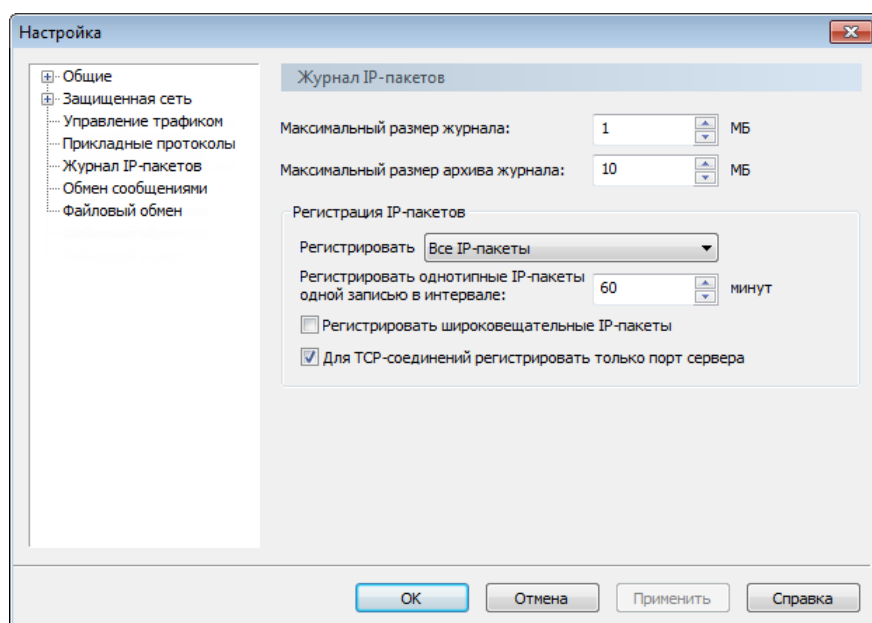 Настройка
Общие
Защищенная сеть
Управление трафиком
Прикладные протоколы
Журнал IP-пакетов
Обмен сообщениями
Файловый обмен
Журнал IP-пакетов
Максимальный размер журнала: 1 МБ
Максимальный размер архива журнала: 10 МБ
Регистрация IP-пакетов
Регистрировать Все IP-пакеты
Регистрировать однотипные IP-пакеты
одной записью в интервале: 60 минут
Регистрировать широковещательные IP-пакеты
Для TCP-соединений регистрировать только порт сервера
ОК Отмена Применить Справка